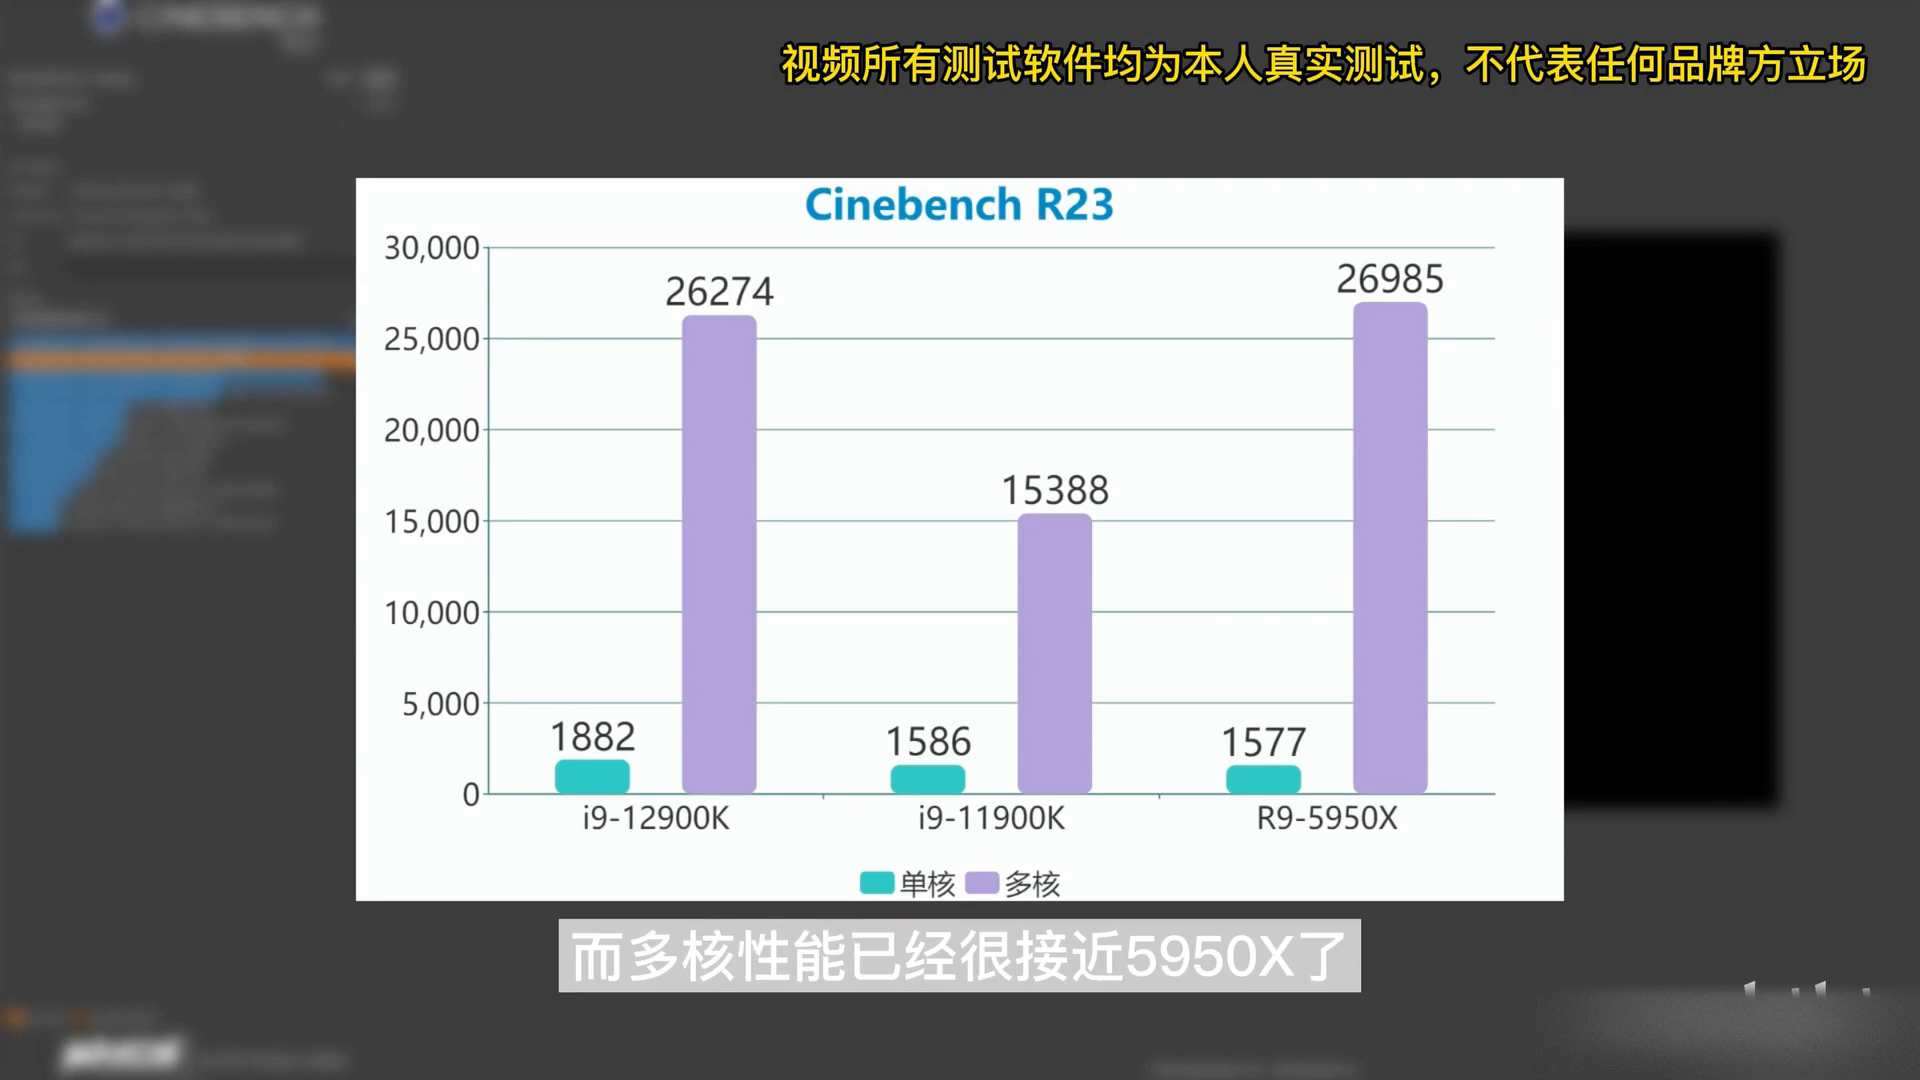 CINEBENCH
视频所有测试软件均为本人真实测试，不代表任何品牌方立场
Cinebench R23
30,000
25,000
20,000
15,000
10,000
5,000
0
26274
26985
15388
1882
1586
1577
i9-12900K
i9-11900K
R9-5950X
单核 多核
而多核性能已经很接近5950X了